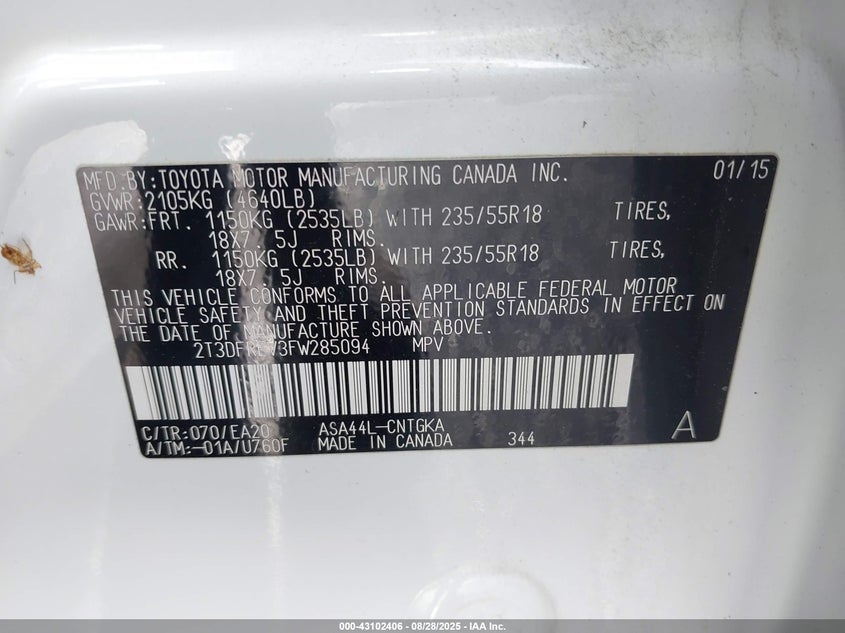 MFD.BY:TOYOTA MOTOR MANUFACTURING CANADA INC. 01/15
GVWR:2105KG (4640LB)
GAWR:FRT. 1150KG (2535LB) WITH 235/55R18 TIRES,
18X7.5J RIMS.
RR. 1150KG (2535LB) WITH 235/55R18 TIRES,
18X7.5J RIMS.
THIS VEHICLE CONFORMS TO ALL APPLICABLE FEDERAL MOTOR
VEHICLE SAFETY AND THEFT PREVENTION STANDARDS IN EFFECT ON
THE DATE OF MANUFACTURE SHOWN ABOVE.
MPV
C/TR:070/EA20 ASA44L-CNTGKA
A/TM:-01A/U760F MADE IN CANADA 344 A
000-43102406 - 08/28/2025 - IAA Inc.